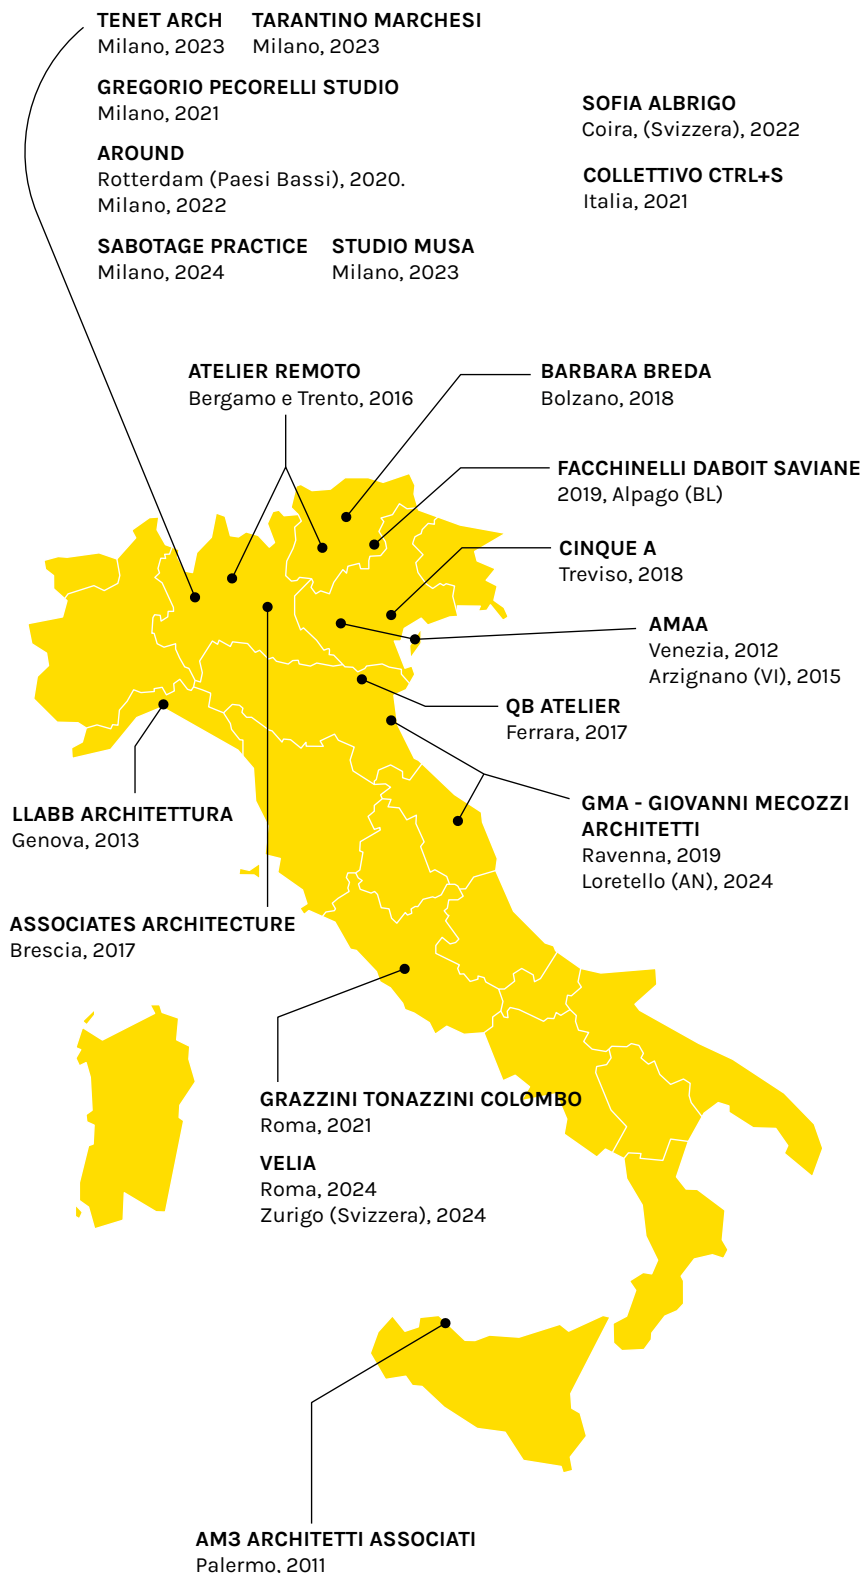 TENET ARCH
Milano, 2023
TARANTINO MARCHESI
Milano, 2023
GREGORIO PECORELLI STUDIO
Milano, 2021
AROUND
Rotterdam (Paesi Bassi), 2020.
Milano, 2022
SABOTAGE PRACTICE
Milano, 2024
STUDIO MUSA
Milano, 2023
SOFIA ALBRIGO
Coira, (Svizzera), 2022
COLLETTIVO CTRL+S
Italia, 2021
ATELIER REMOTO
Bergamo e Trento, 2016
BARBARA BREDA
Bolzano, 2018
FACCHINELLI DABOIT SAVIANE
2019, Alpago (BL)
CINQUE A
Treviso, 2018
AMAA
Venezia, 2012
Arzignano (VI), 2015
QB ATELIER
Ferrara, 2017
GMA - GIOVANNI MECOZZI
ARCHITETTI
Ravenna, 2019
Loretello (AN), 2024
LLABB ARCHITETTURA
Genova, 2013
ASSOCIATES ARCHITECTURE
Brescia, 2017
GRAZZINI TONAZZINI COLOMBO
Roma, 2021
VELIA
Roma, 2024
Zurigo (Svizzera), 2024
AM3 ARCHITETTI ASSOCIATI
Palermo, 2011